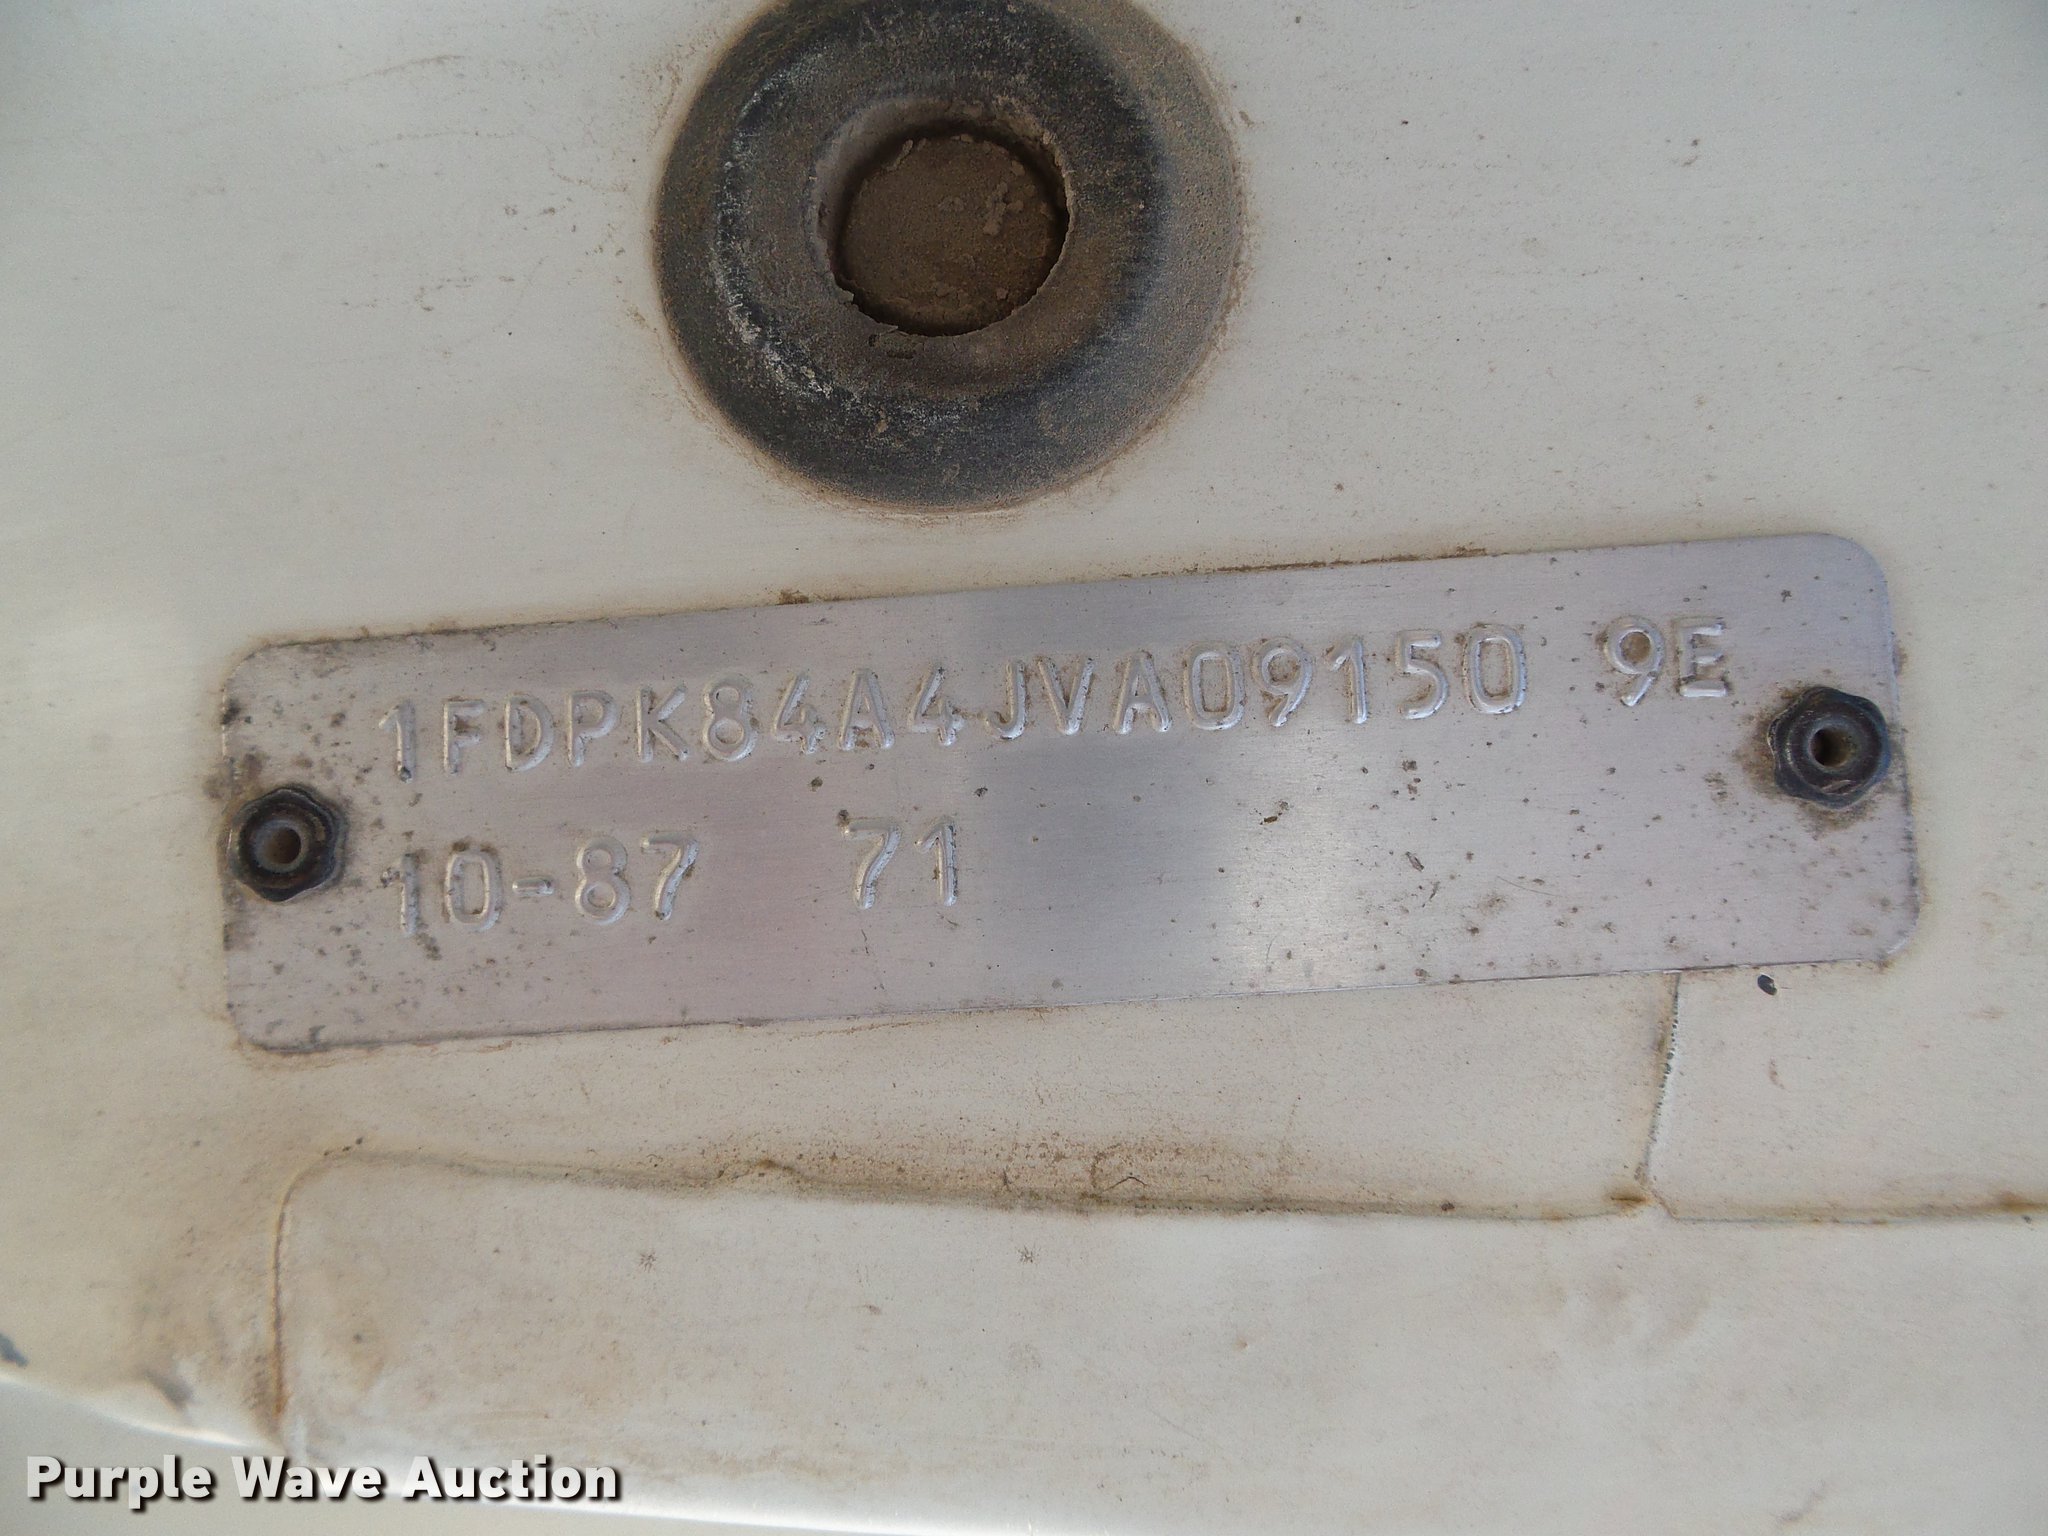 1FDPK84A4JVA09150 9E
10-87 71
Purple Wave Auction